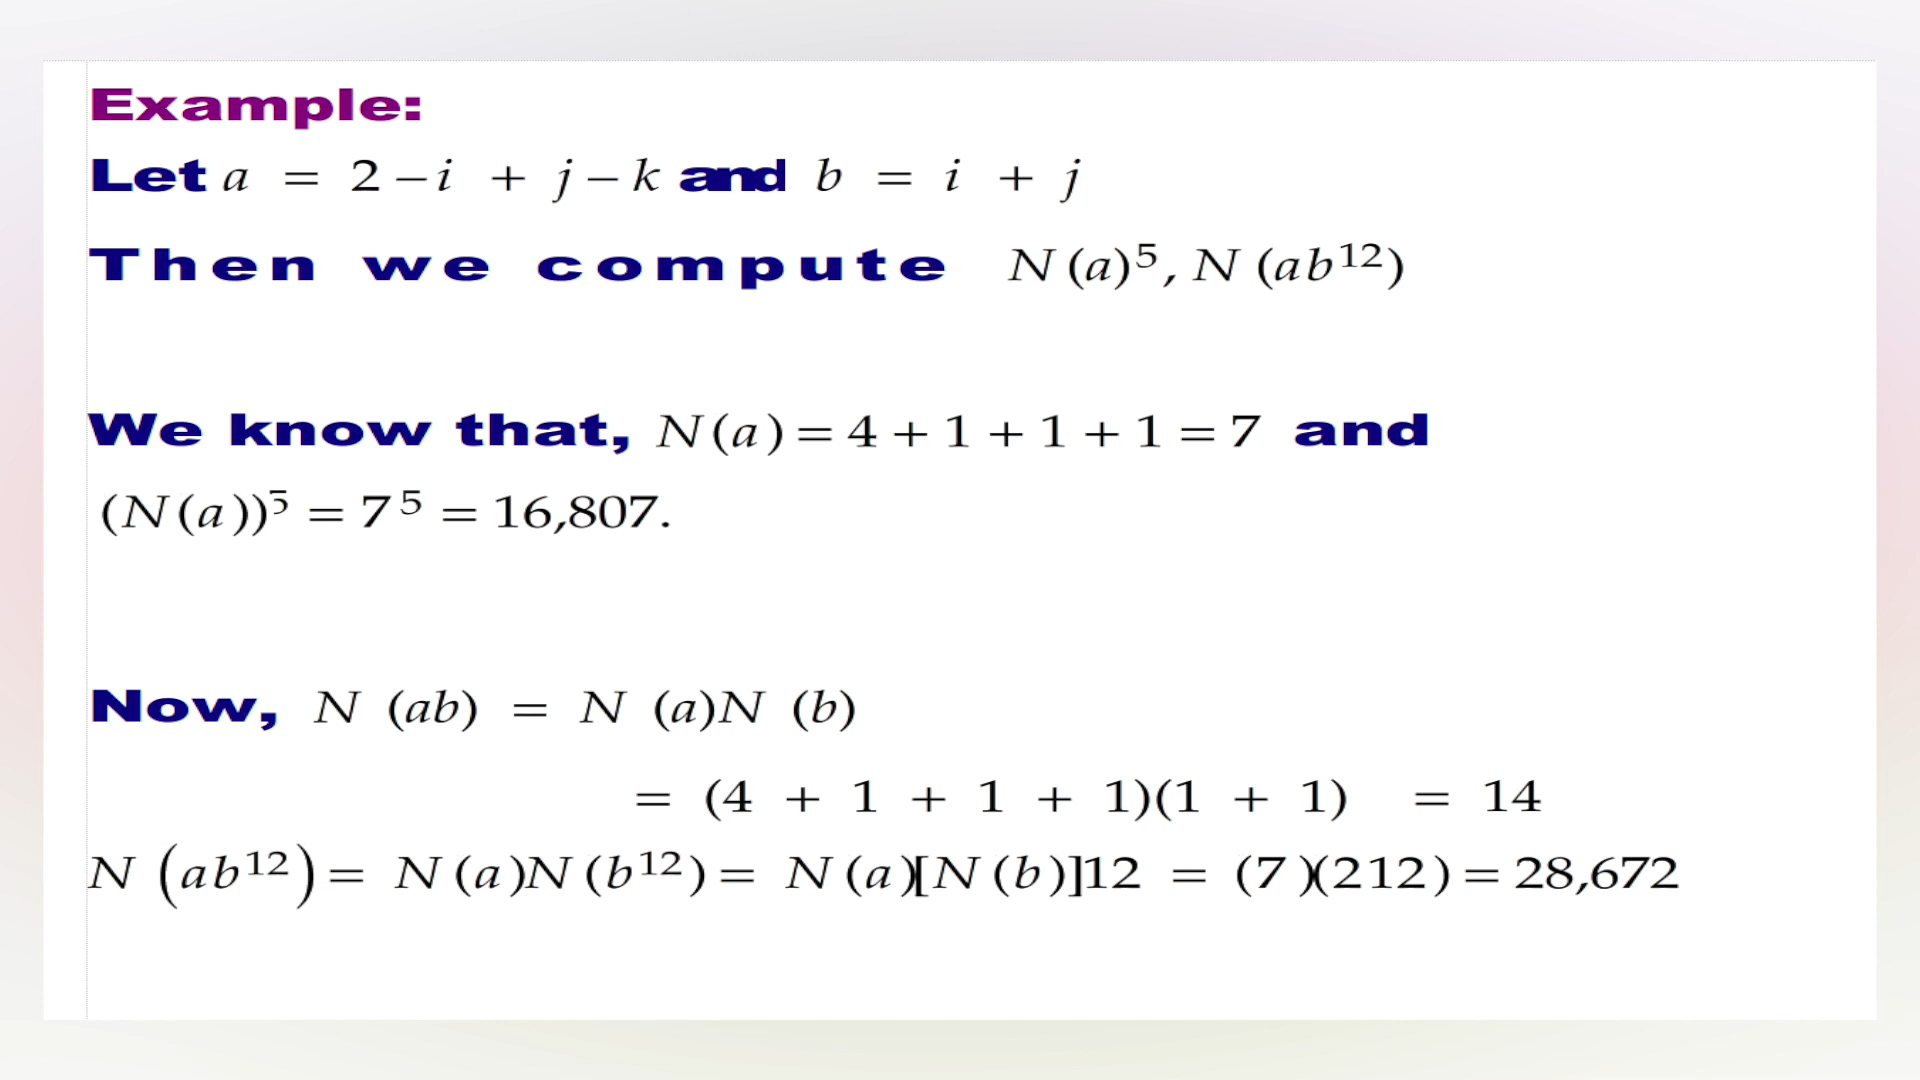 Example:
Let a = 2 – i + j – k and b = i + j
Then we compute N (a)⁵, N (ab¹²)
We know that, N (a) = 4 + 1 + 1 + 1 = 7 and
(N (a))⁵ = 7⁵ = 16,807.
Now, N (ab) = N (a)N (b)
= (4 + 1 + 1 + 1)(1 + 1) = 14
N (ab¹²) = N (a)N (b¹²) = N (a)[N (b)]12 = (7)(212) = 28,672